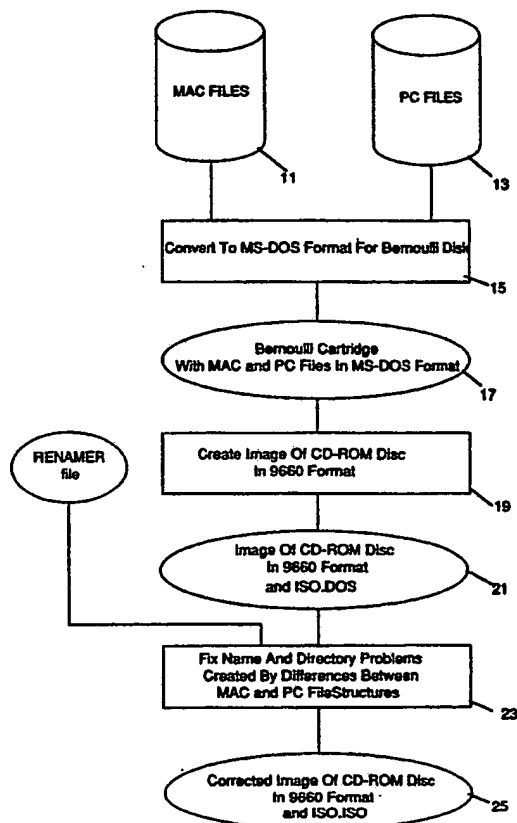 MAC FILES
PC FILES
11
13
Convert To MS-DOS Format For Bernoulli Disk
15
Bernoulli Cartridge
With MAC and PC Files In MS-DOS Format
17
RENAMER
file
Create Image Of CD-ROM Disc
In 9660 Format
19
Image Of CD-ROM Disc
In 9660 Format
and ISO.DOS
21
Fix Name And Directory Problems
Created By Differences Between
MAC and PC FileStructures
23
Corrected Image Of CD-ROM Disc
In 9660 Format
and ISO.ISO
25